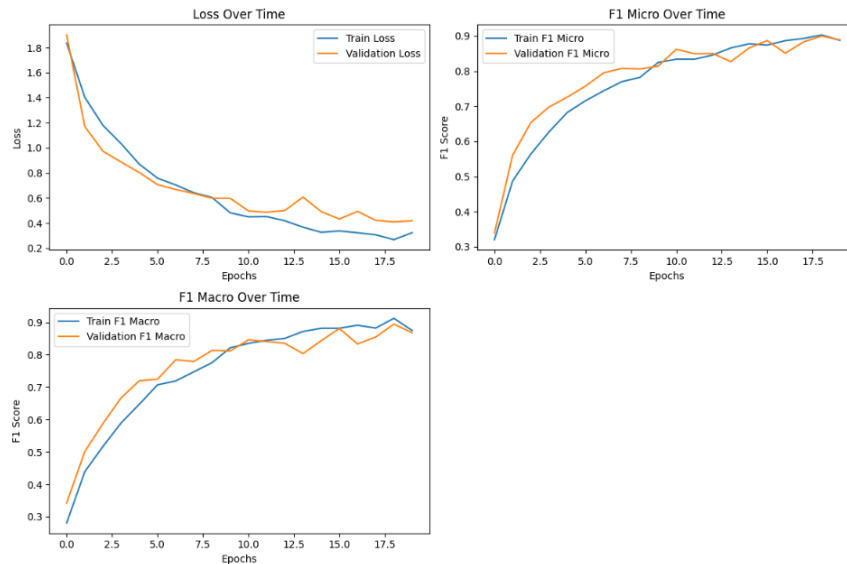 Loss Over Time
Train Loss
Validation Loss
1.8
1.6
1.4
1.2
1.0
0.8
0.6
0.4
0.2
Loss
0.0 2.5 5.0 7.5 10.0 12.5 15.0 17.5
Epochs
F1 Micro Over Time
Train F1 Micro
Validation F1 Micro
0.9
0.8
0.7
0.6
0.5
0.4
0.3
F1 Score
0.0 2.5 5.0 7.5 10.0 12.5 15.0 17.5
Epochs
F1 Macro Over Time
Train F1 Macro
Validation F1 Macro
0.9
0.8
0.7
0.6
0.5
0.4
0.3
F1 Score
0.0 2.5 5.0 7.5 10.0 12.5 15.0 17.5
Epochs